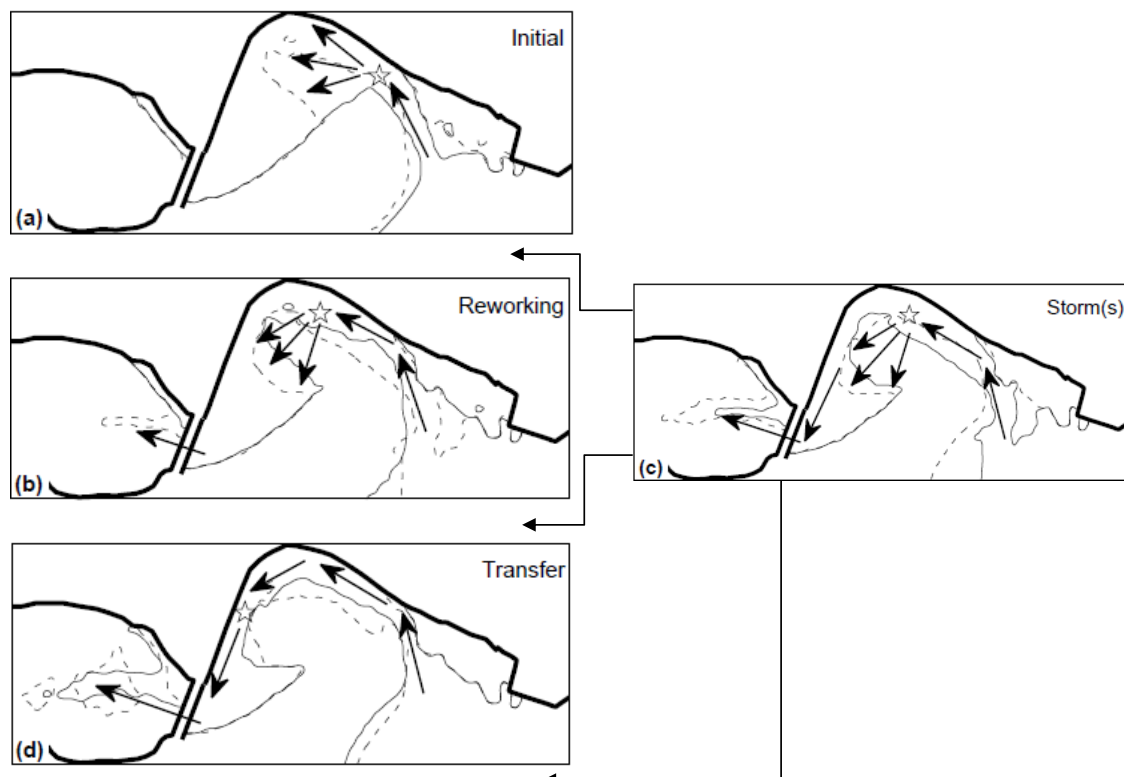 Initial
(a)
Reworking
(b)
Storm(s)
(c)
Transfer
(d)